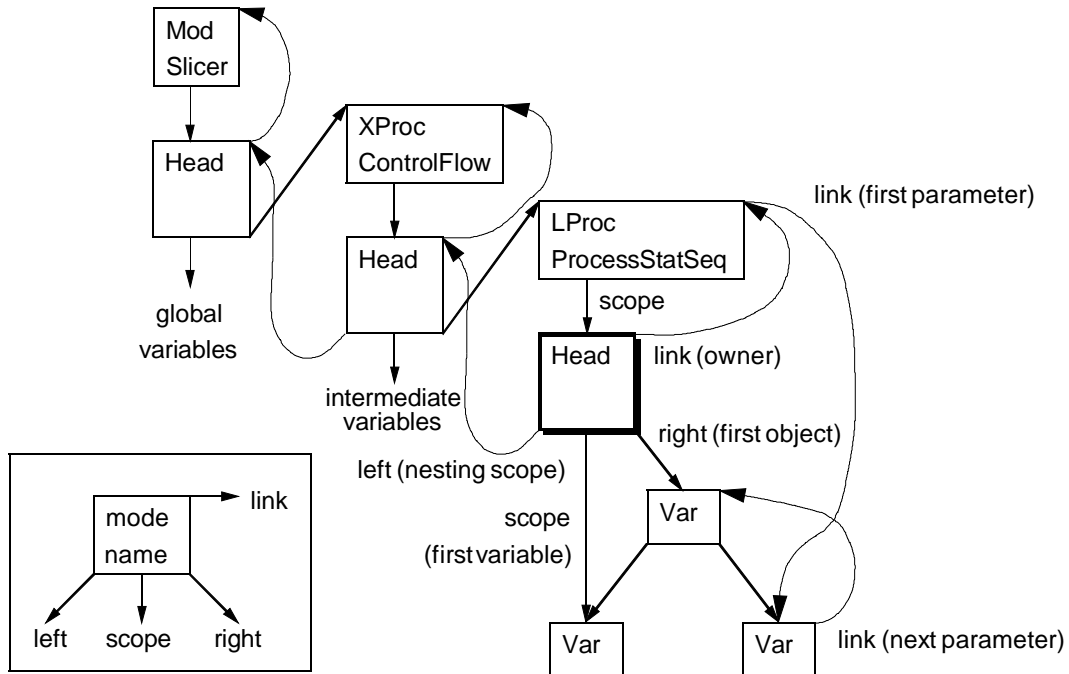 Mod
Slicer
XProc
ControlFlow
Head
link (first parameter)
LProc
ProcessStatSeq
Head
scope
global
variables
Head
link (owner)
intermediate
variables
right (first object)
left (nesting scope)
link
mode
name
scope
(first variable)
Var
left
scope
right
Var
Var
link (next parameter)